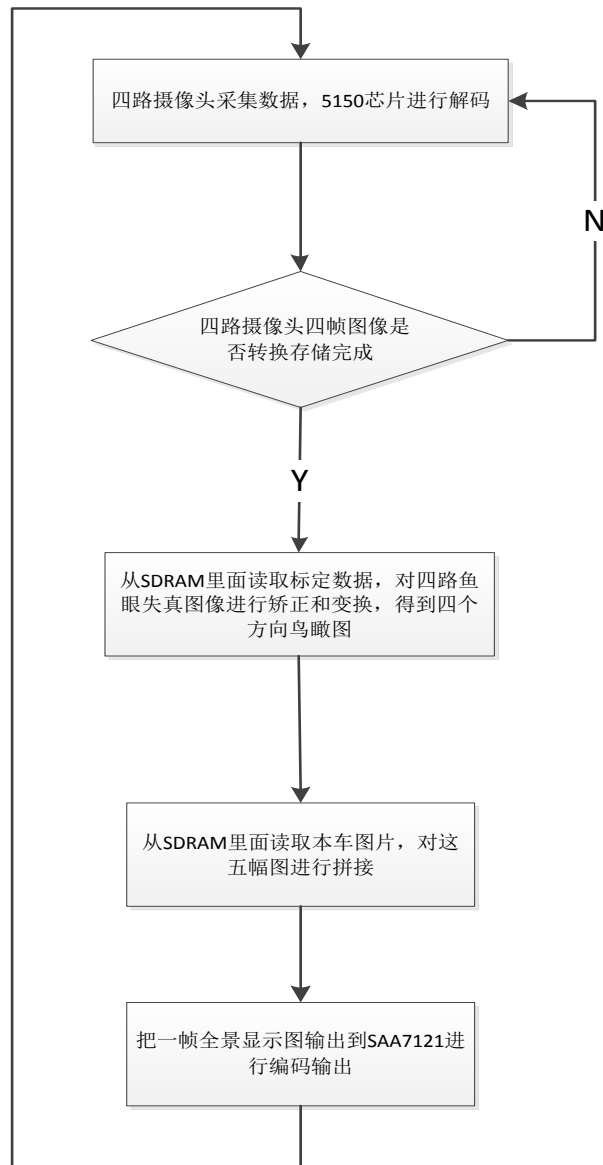 四路摄像头采集数据，5150芯片进行解码
N
四路摄像头四帧图像是
否转换存储完成
Y
从SDRAM里面读取标定数据，对四路鱼
眼失真图像进行矫正和变换，得到四个
方向鸟瞰图
从SDRAM里面读取本车图片，对这
五幅图进行拼接
把一帧全景显示图输出到SAA7121进
行编码输出